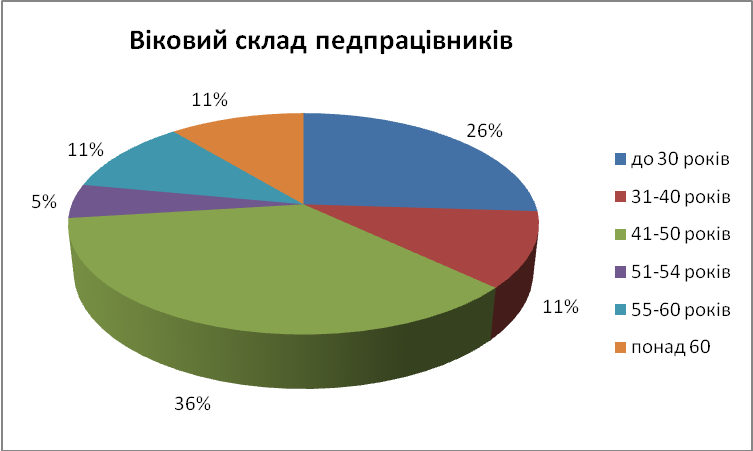 Віковий склад педпрацівників
11%
26%
11%
5%
11%
36%
до 30 років
31-40 років
41-50 років
51-54 років
55-60 років
понад 60